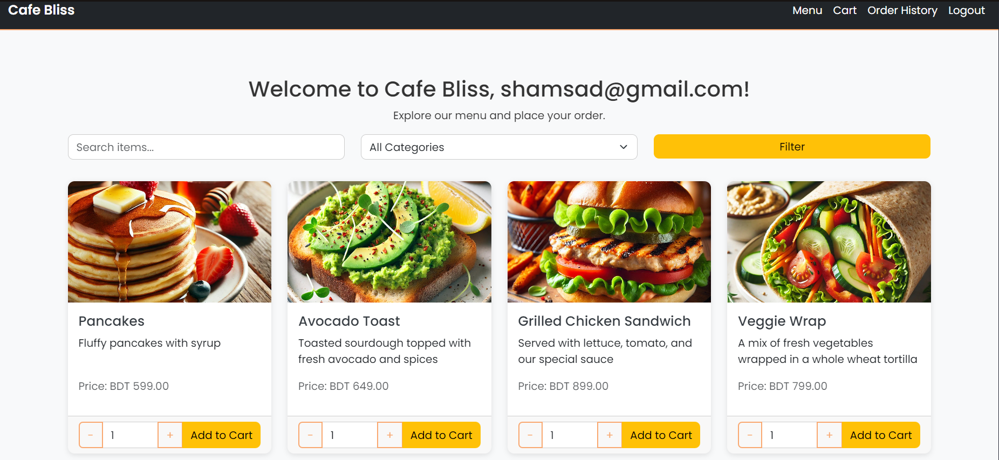 Cafe Bliss
Menu Cart Order History Logout
Welcome to Cafe Bliss, shamsad@gmail.com!
Explore our menu and place your order.
Search items...
All Categories
Filter
Pancakes
Fluffy pancakes with syrup
Price: BDT 599.00
- 1 + Add to Cart
Avocado Toast
Toasted sourdough topped with
fresh avocado and spices
Price: BDT 649.00
- 1 + Add to Cart
Grilled Chicken Sandwich
Served with lettuce, tomato, and
our special sauce
Price: BDT 899.00
- 1 + Add to Cart
Veggie Wrap
A mix of fresh vegetables
wrapped in a whole wheat tortilla
Price: BDT 799.00
- 1 + Add to Cart